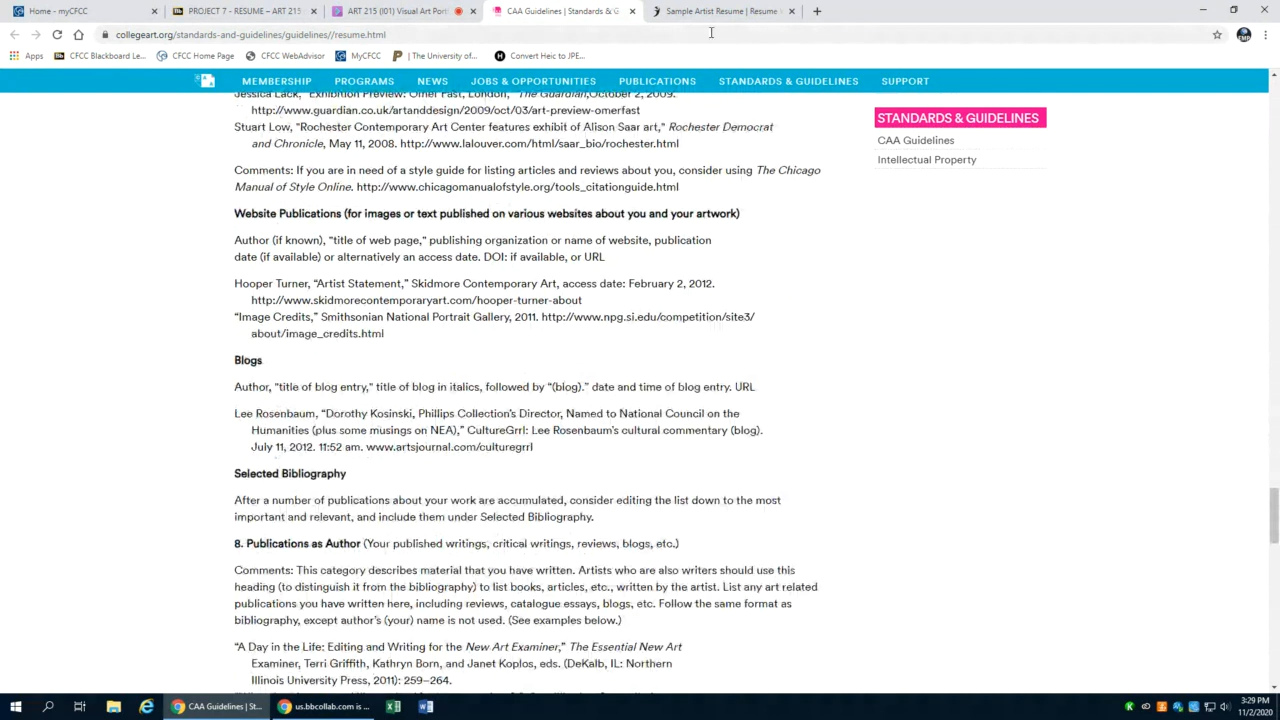 Home - myCFCC
PROJECT 7 - RESUME – ART 215
ART 215 (I01) Visual Art Port
CAA Guidelines | Standards & G
Sample Artist Resume | Resume
collegeart.org/standards-and-guidelines/guidelines//resume.html
Apps
CFCC Blackboard Le...
CFCC Home Page
CFCC WebAdvisor
MyCFCC
| The University of...
Convert Heic to JPE...
MEMBERSHIP PROGRAMS NEWS JOBS & OPPORTUNITIES PUBLICATIONS STANDARDS & GUIDELINES SUPPORT
Jessica Lack, "Exhibition Preview: Omer Fast, London," The Guardian,October 2, 2009.
http://www.guardian.co.uk/artanddesign/2009/oct/03/art-preview-omerfast
Stuart Low, "Rochester Contemporary Art Center features exhibit of Alison Saar art," Rochester Democrat
and Chronicle, May 11, 2008. http://www.lalouver.com/html/saar_bio/rochester.html
Comments: If you are in need of a style guide for listing articles and reviews about you, consider using The Chicago
Manual of Style Online. http://www.chicagomanualofstyle.org/tools_citationguide.html
Website Publications (for images or text published on various websites about you and your artwork)
Author (if known), "title of web page," publishing organization or name of website, publication
date (if available) or alternatively an access date. DOI: if available, or URL
Hooper Turner, “Artist Statement,” Skidmore Contemporary Art, access date: February 2, 2012.
http://www.skidmorecontemporaryart.com/hooper-turner-about
“Image Credits,” Smithsonian National Portrait Gallery, 2011. http://www.npg.si.edu/competition/site3/
about/image_credits.html
Blogs
Author, "title of blog entry," title of blog in italics, followed by “(blog).” date and time of blog entry. URL
Lee Rosenbaum, “Dorothy Kosinski, Phillips Collection’s Director, Named to National Council on the
Humanities (plus some musings on NEA),” CultureGrrl: Lee Rosenbaum’s cultural commentary (blog).
July 11, 2012. 11:52 am. www.artsjournal.com/culturegrrl
Selected Bibliography
After a number of publications about your work are accumulated, consider editing the list down to the most
important and relevant, and include them under Selected Bibliography.
8. Publications as Author (Your published writings, critical writings, reviews, blogs, etc.)
Comments: This category describes material that you have written. Artists who are also writers should use this
heading (to distinguish it from the bibliography) to list books, articles, etc., written by the artist. List any art related
publications you have written here, including reviews, catalogue essays, blogs, etc. Follow the same format as
bibliography, except author’s (your) name is not used. (See examples below.)
“A Day in the Life: Editing and Writing for the New Art Examiner,” The Essential New Art
Examiner, Terri Griffith, Kathryn Born, and Janet Koplos, eds. (DeKalb, IL: Northern
Illinois University Press, 2011): 259–264.
STANDARDS & GUIDELINES
CAA Guidelines
Intellectual Property
CAA Guidelines | St...
us.bbcollab.com is ...
3:29 PM
11/2/2020